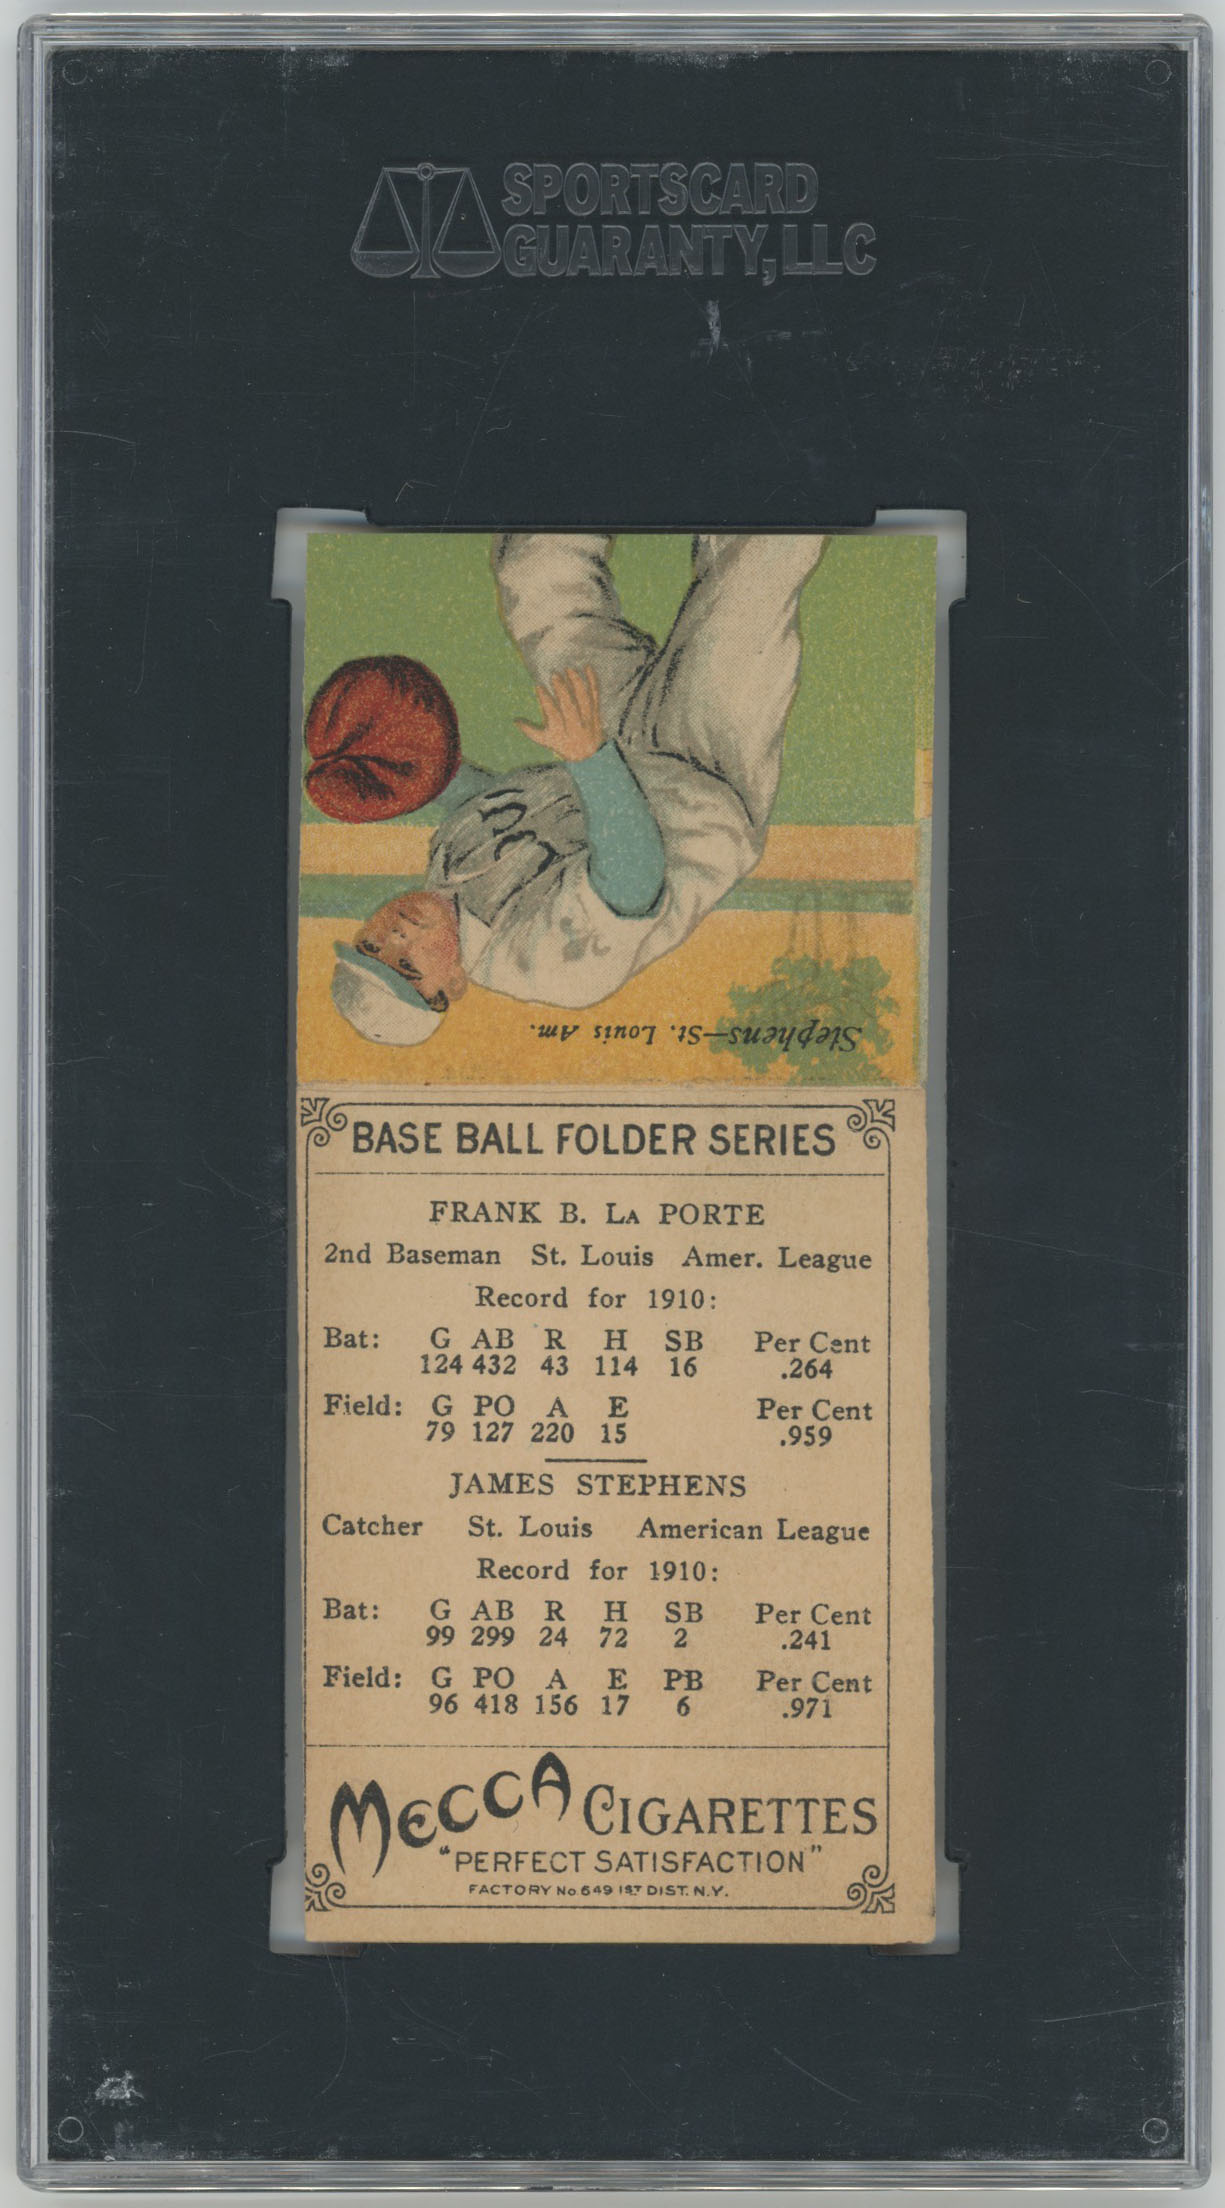 SPORTSCARD
GUARANTY, LLC
Stephens—St. Louis Am.
BASE BALL FOLDER SERIES
FRANK B. LA PORTE
2nd Baseman St. Louis Amer. League
Record for 1910:
Bat: G AB R H SB Per Cent
124 432 43 114 16 .264
Field: G PO A E Per Cent
79 127 220 15 .959
JAMES STEPHENS
Catcher St. Louis American League
Record for 1910:
Bat: G AB R H SB Per Cent
99 299 24 72 2 .241
Field: G PO A E PB Per Cent
96 418 156 17 6 .971
MECCA CIGARETTES
"PERFECT SATISFACTION"
FACTORY No. 649 1ST DIST. N.Y.